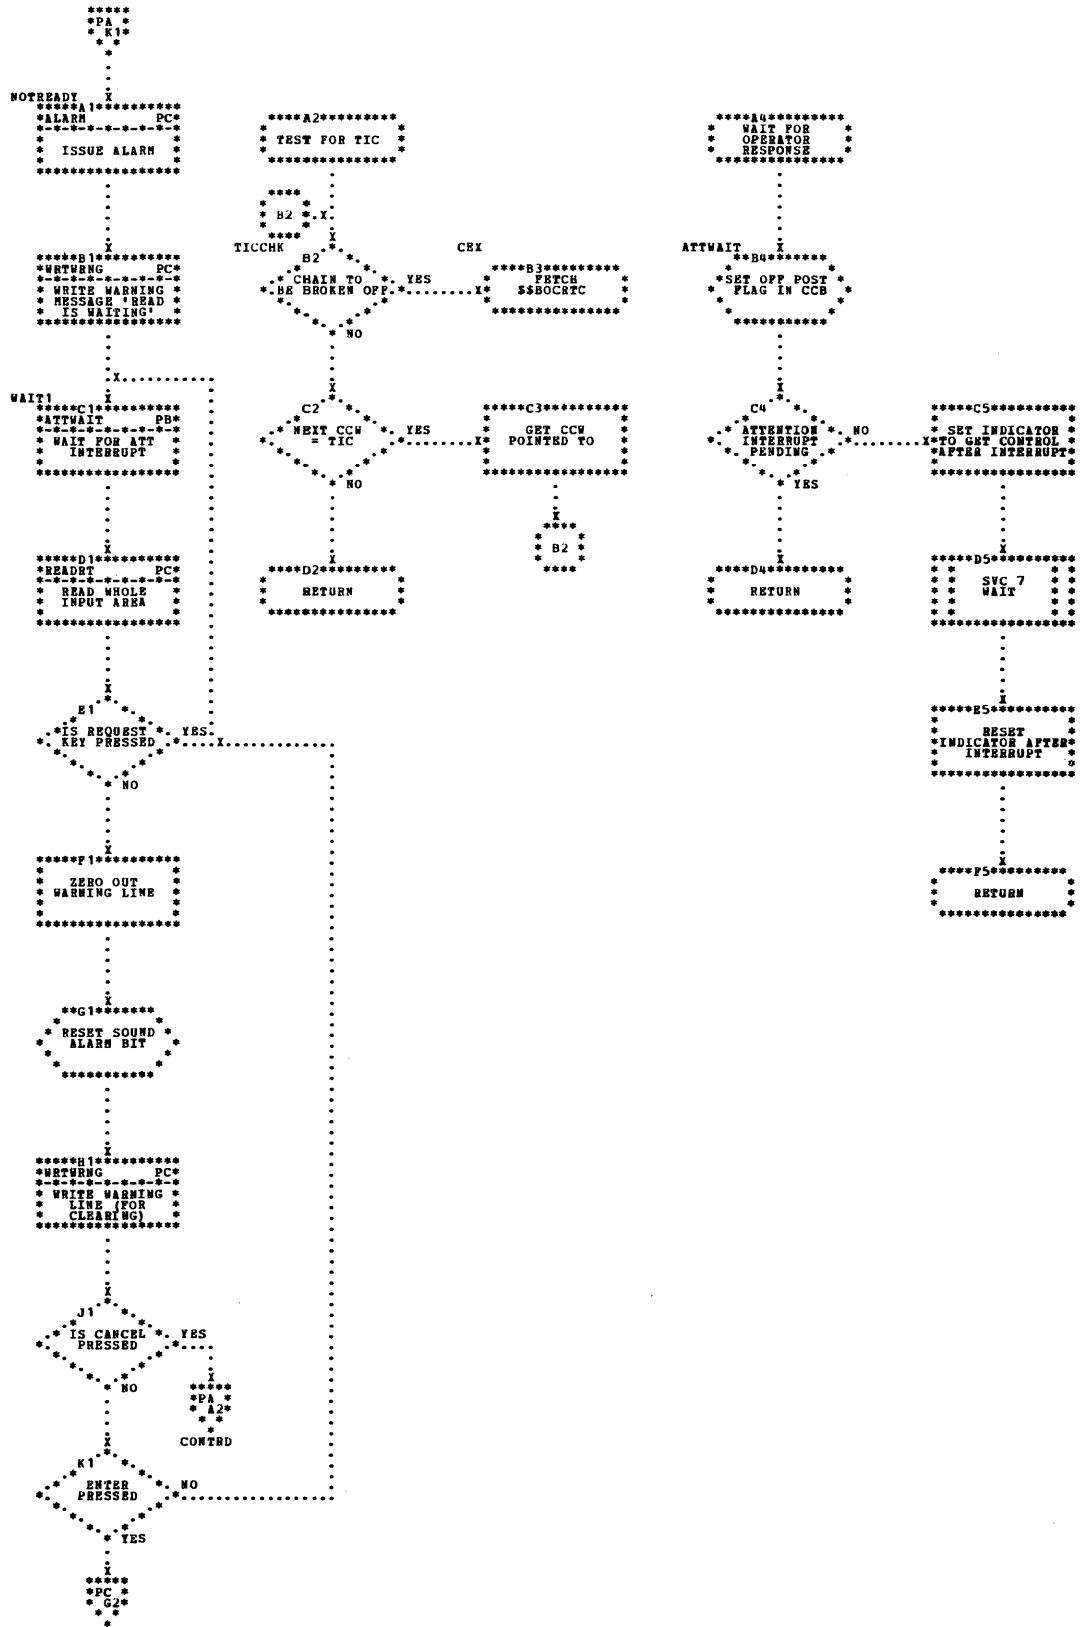 PA
K1
NOTREADY
A1
ALARM PC
ISSUE ALARM
B1
WRTWRNG PC
WRITE WARNING
MESSAGE 'READ
IS WAITING'
WAIT1
C1
ATTWAIT PB
WAIT FOR ATT
INTERRUPT
D1
READRT PC
READ WHOLE
INPUT AREA
E1
IS REQUEST
KEY PRESSED
YES
NO
F1
ZERO OUT
WARNING LINE
G1
RESET SOUND
ALARM BIT
H1
WRTWRNG PC
WRITE WARNING
LINE (FOR
CLEARING)
J1
IS CANCEL
PRESSED
YES
NO
PA
A2
CONTRD
K1
ENTER
PRESSED
NO
YES
PC
G2
A2
TEST FOR TIC
B2
TICCHK
B2
CHAIN TO
BE BROKEN OFF
YES
NO
CEX
B3
FETCH
$$BOCRTC
C2
NEXT CCW
= TIC
YES
NO
C3
GET CCW
POINTED TO
B2
D2
RETURN
A4
WAIT FOR
OPERATOR
RESPONSE
ATTWAIT
B4
SET OFF POST
FLAG IN CCB
C4
ATTENTION
INTERRUPT
PENDING
NO
YES
D4
RETURN
C5
SET INDICATOR
TO GET CONTROL
AFTER INTERRUPT
D5
SVC 7
WAIT
E5
RESET
INDICATOR AFTER
INTERRUPT
F5
RETURN